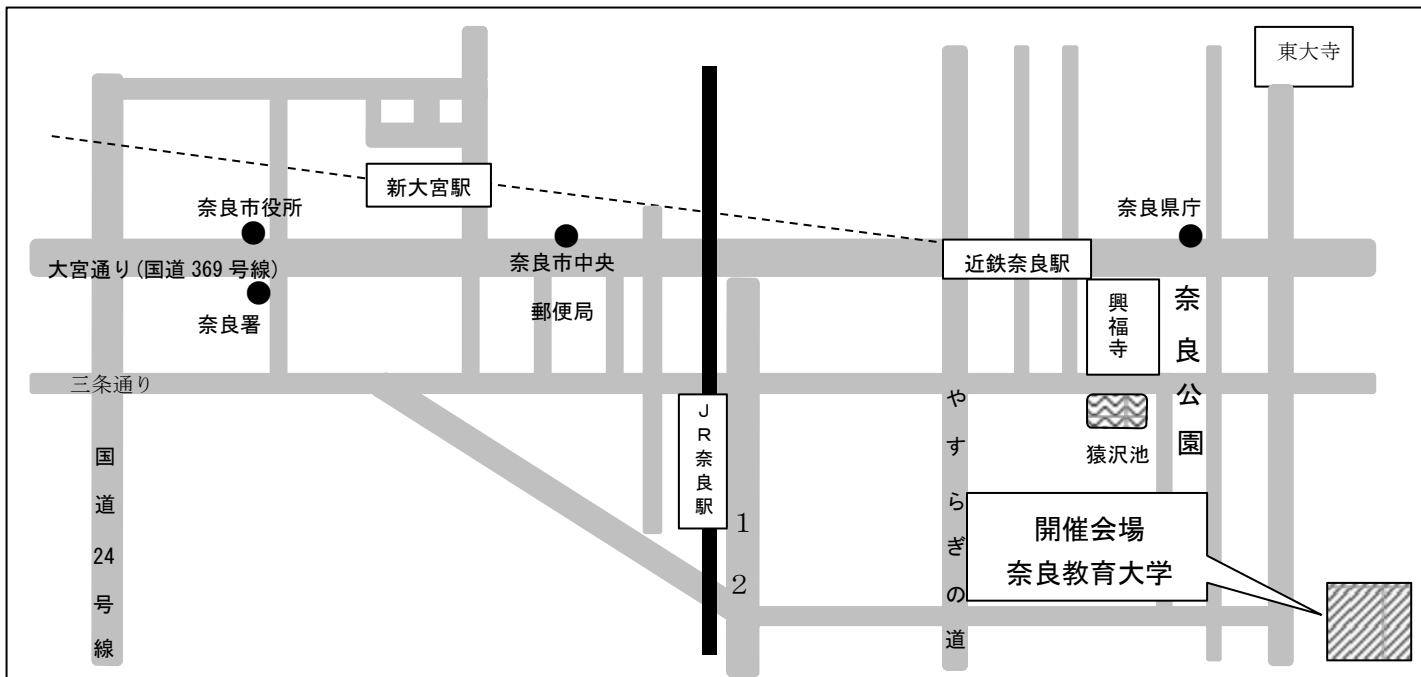 東大寺
新大宮駅
奈良市役所
奈良県庁
大宮通り(国道 369 号線)
奈良市中央
郵便局
近鉄奈良駅
奈良署
興福寺
奈良公園
三条通り
JR奈良駅
やすらぎの道
猿沢池
国道24号線
1
2
開催会場
奈良教育大学